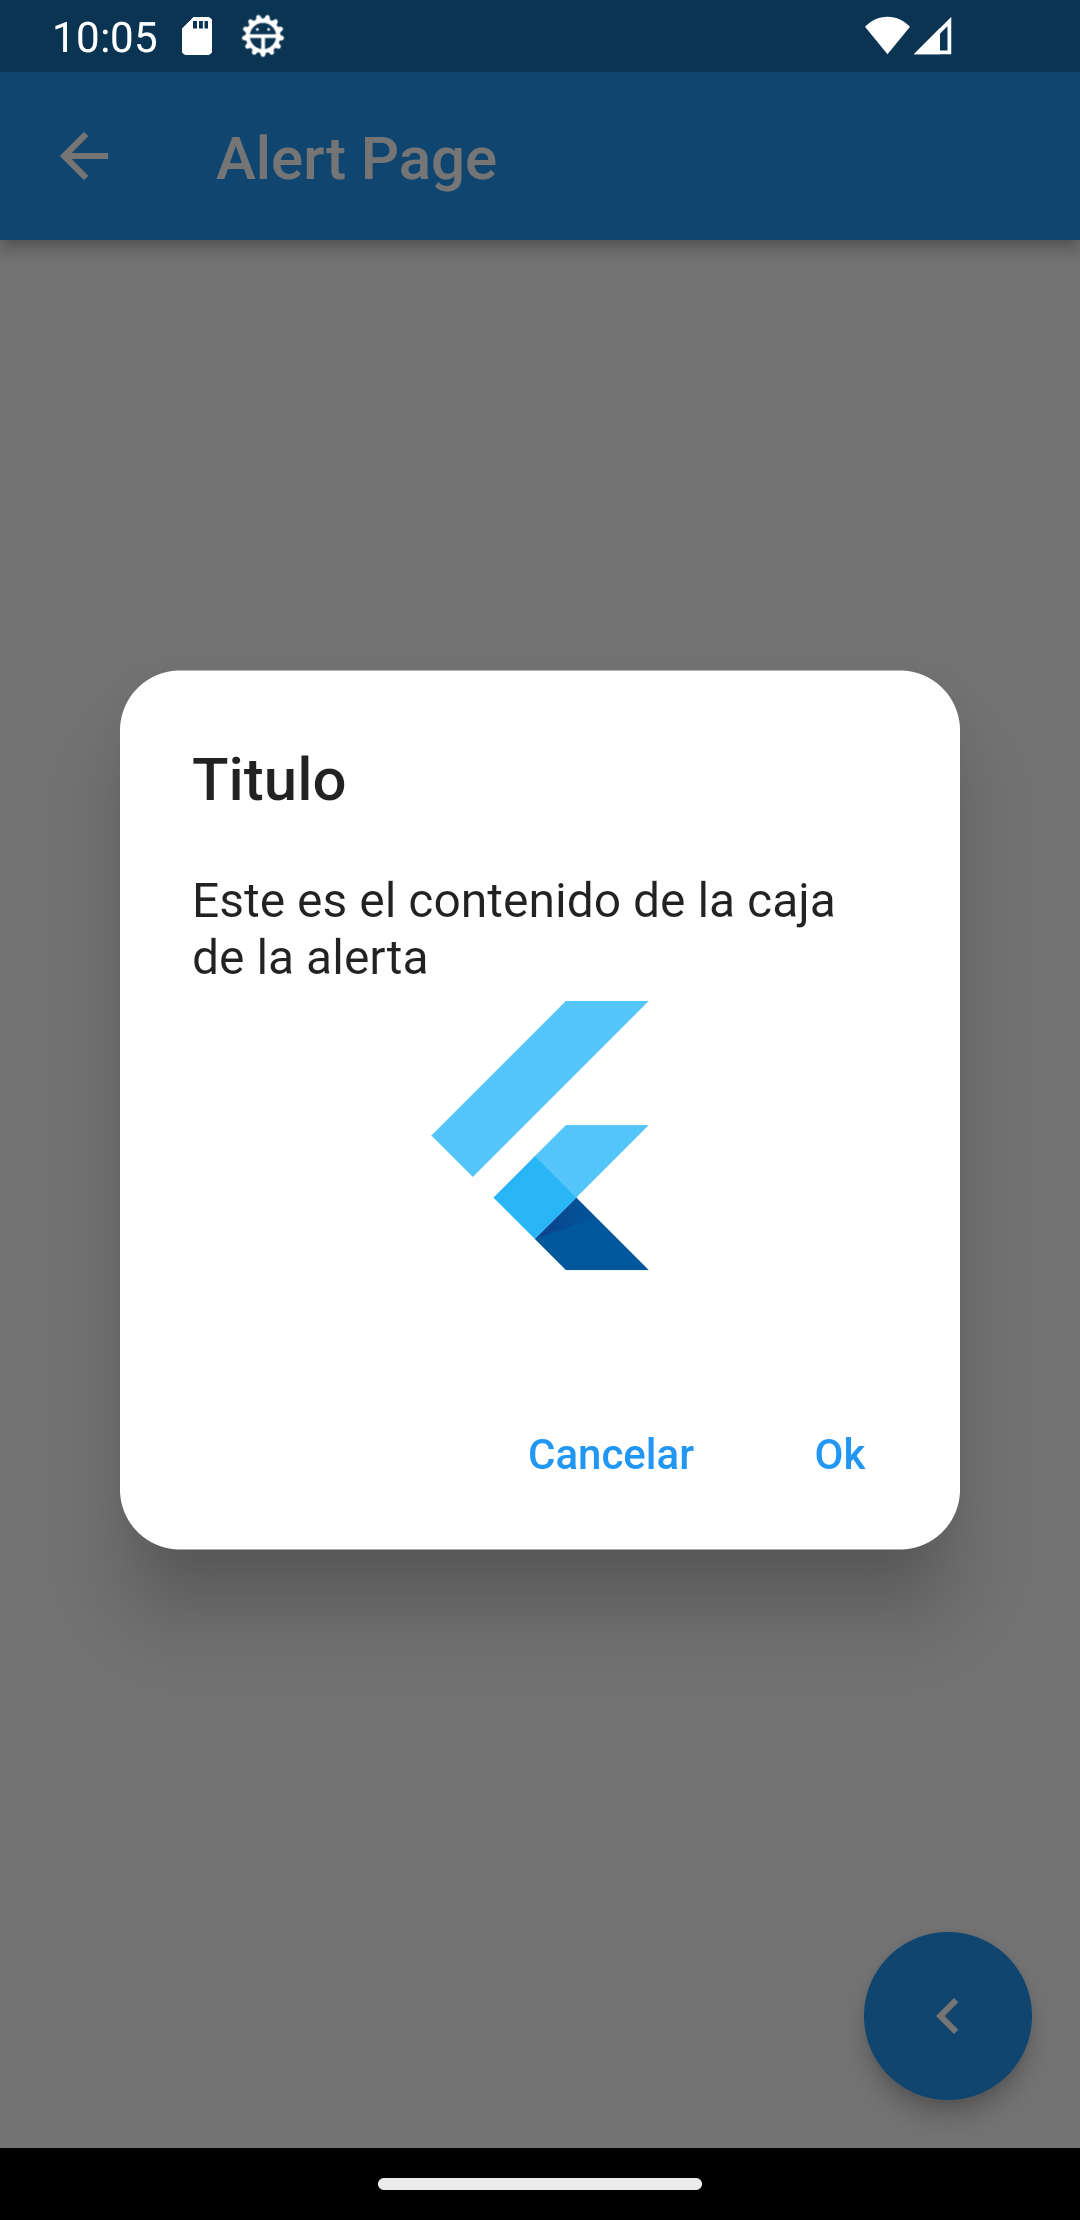 10:05
Alert Page
Titulo
Este es el contenido de la caja
de la alerta
Cancelar
Ok